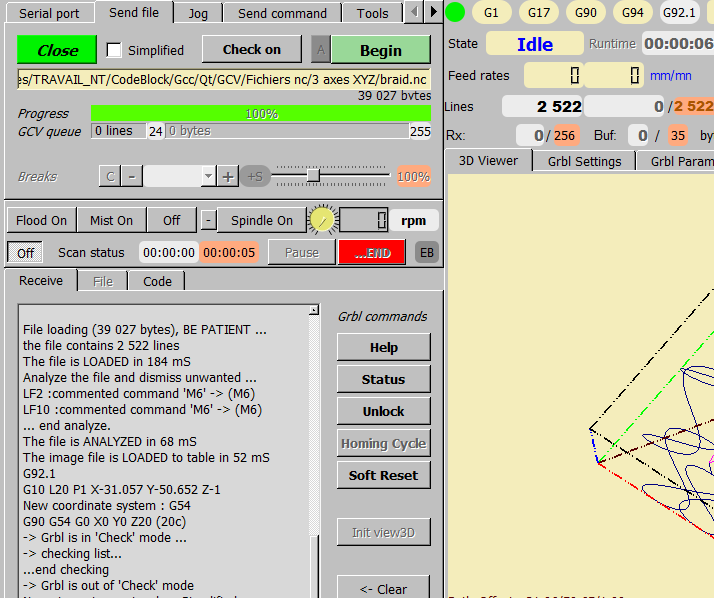 Serial port Send file Jog Send command Tools
G1 G17 G90 G94 G92.1
Close Simplified Check on A Begin
State Idle Runtime 00:00:06
es/TRAVAIL_NT/CodeBlock/Gcc/Qt/GCV/Fichiers nc/3 axes XYZ/braid.nc
Feed rates 0 0 mm/mn
39 027 bytes
Progress 100%
Lines 2 522 0 / 2 522
GCV queue 0 lines 24 0 bytes 255
Rx: 0 / 256 Buf: 0 / 35 by
Breaks C - + +S 100%
3D Viewer Grbl Settings Grbl Param
Flood On Mist On Off - Spindle On 0 rpm
Off Scan status 00:00:00 00:00:05 Pause ...END EB
Receive File Code
Grbl commands
Help
Status
Unlock
Homing Cycle
Soft Reset
Init view3D
<- Clear
File loading (39 027 bytes), BE PATIENT ...
the file contains 2 522 lines
The file is LOADED in 184 mS
Analyze the file and dismiss unwanted ...
LF2 :commented command 'M6' -> (M6)
LF10 :commented command 'M6' -> (M6)
... end analyze.
The file is ANALYZED in 68 mS
The image file is LOADED to table in 52 mS
G92.1
G10 L20 P1 X-31.057 Y-50.652 Z-1
New coordinate system : G54
G90 G54 G0 X0 Y0 Z20 (20c)
-> Grbl is in 'Check' mode ...
-> checking list...
...end checking
-> Grbl is out of 'Check' mode